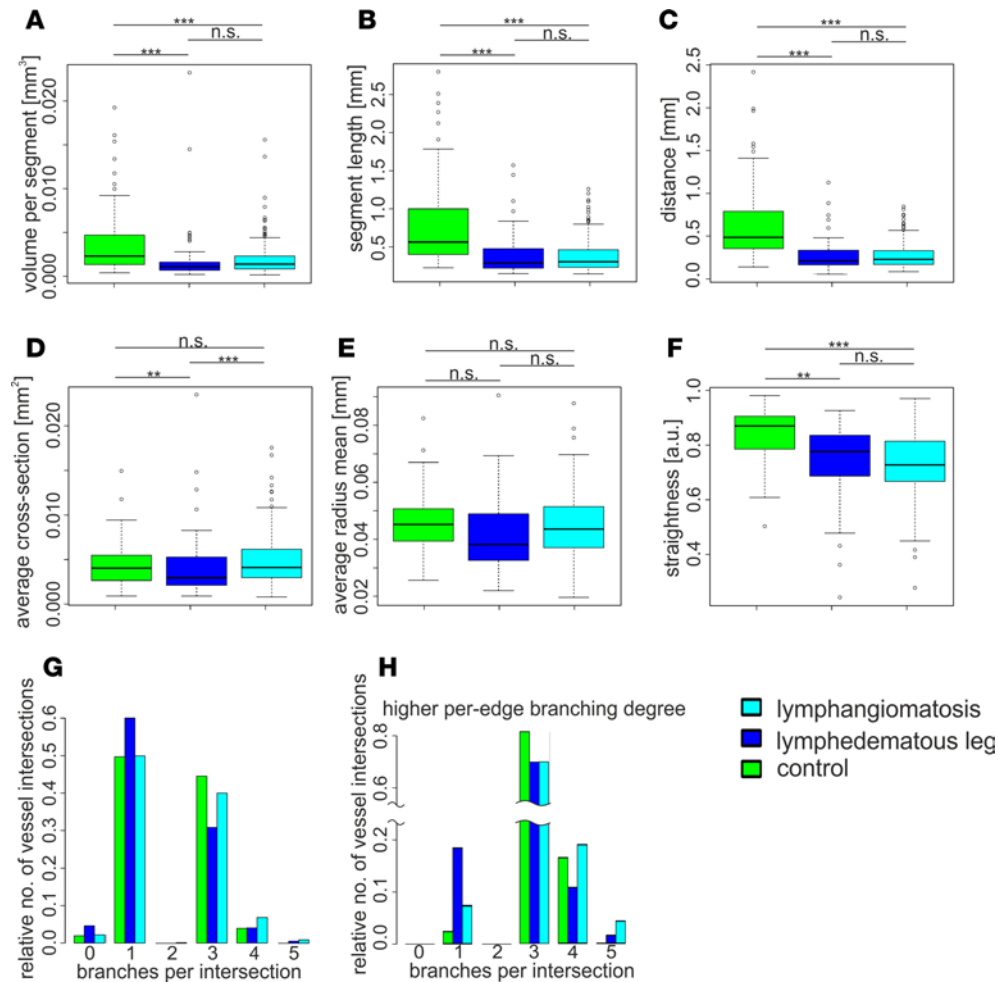 A
***
n.s.
***
volume per segment [mm³]
0.000
0.010
0.020
B
***
n.s.
***
segment length [mm]
0.5
1.0
1.5
2.0
2.5
C
***
n.s.
***
distance [mm]
0.0
0.5
1.0
1.5
2.0
2.5
D
n.s.
***
**
average cross-section [mm²]
0.000
0.010
0.020
E
n.s.
n.s.
n.s.
average radius mean [mm]
0.02
0.04
0.06
0.08
F
***
n.s.
**
straightness [a.u.]
0.4
0.6
0.8
1.0
G
relative no. of vessel intersections
0.0
0.1
0.2
0.3
0.4
0.5
0.6
0 1 2 3 4 5
branches per intersection
H
higher per-edge branching degree
relative no. of vessel intersections
0.0
0.1
0.2
0.6
0.8
0 1 2 3 4 5
branches per intersection
lymphangiomatosis
lymphedematous leg
control